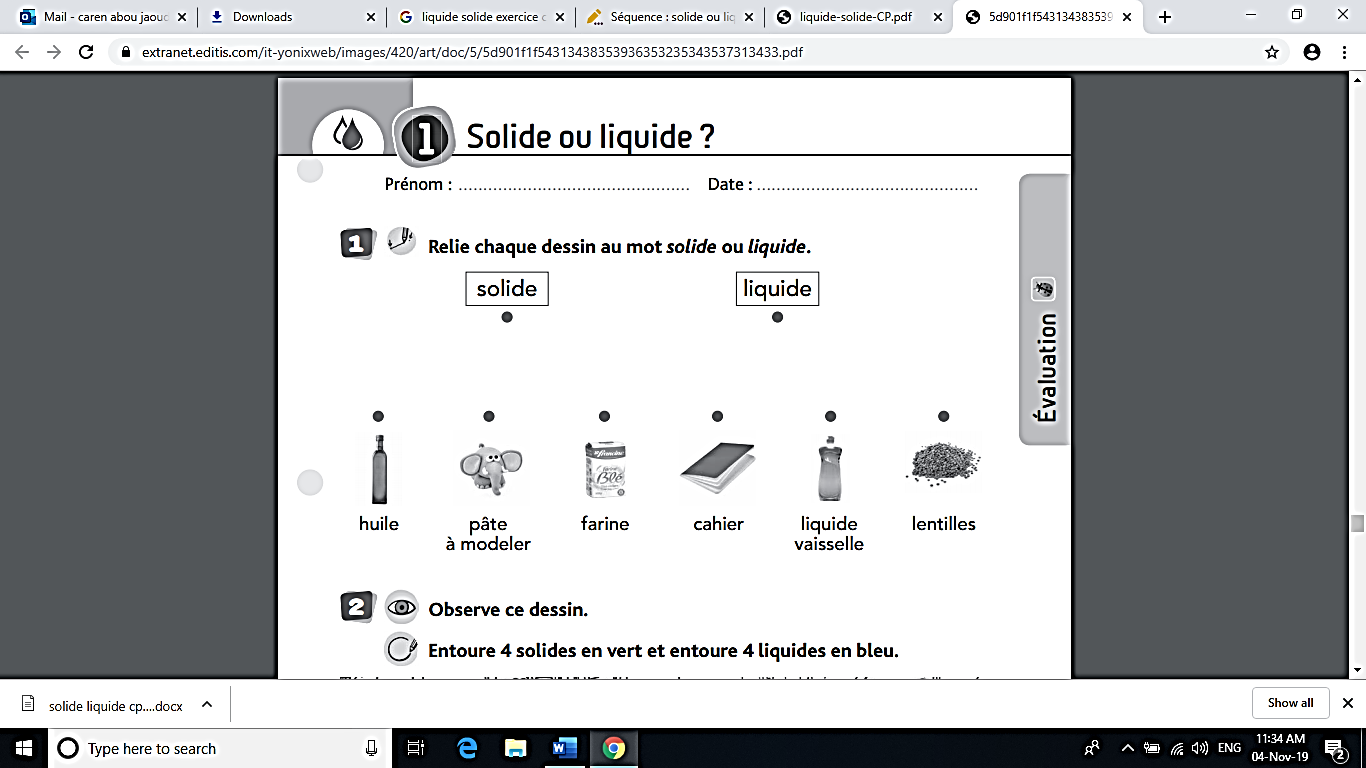 Mail - caren abou jaoud
Downloads
liquide solide exercice c
Séquence : solide ou liq
liquide-solide-CP.pdf
5d901f1f543134383539
extranet.editis.com/it-yonixweb/images/420/art/doc/5/5d901f1f54313438353936353235343537313433.pdf
1 Solide ou liquide ?
Prénom : ............................................... Date : .............................................
Évaluation
1 Relie chaque dessin au mot solide ou liquide.
solide liquide
francine
Blé
huile pâte à modeler farine cahier liquide vaisselle lentilles
2 Observe ce dessin.
Entoure 4 solides en vert et entoure 4 liquides en bleu.
solide liquide cp....docx
Show all
Type here to search
ENG
11:34 AM
04-Nov-19
2